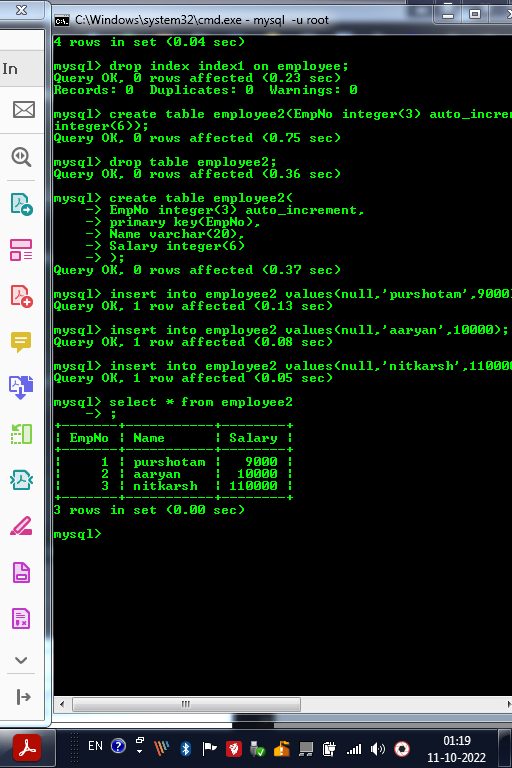 C:\Windows\system32\cmd.exe - mysql -u root
In
4 rows in set (0.04 sec)
mysql> drop index index1 on employee;
Query OK, 0 rows affected (0.23 sec)
Records: 0  Duplicates: 0  Warnings: 0
mysql> create table employee2(EmpNo integer(3) auto_increm
integer(6));
Query OK, 0 rows affected (0.75 sec)
mysql> drop table employee2;
Query OK, 0 rows affected (0.36 sec)
mysql> create table employee2(
-> EmpNo integer(3) auto_increment,
-> primary key(EmpNo),
-> Name varchar(20),
-> Salary integer(6)
-> );
Query OK, 0 rows affected (0.37 sec)
mysql> insert into employee2 values(null,'purshotam',9000)
Query OK, 1 row affected (0.13 sec)
mysql> insert into employee2 values(null,'aaryan',10000);
Query OK, 1 row affected (0.08 sec)
mysql> insert into employee2 values(null,'nitkarsh',110000
Query OK, 1 row affected (0.05 sec)
mysql> select * from employee2
-> ;
+-------+-----------+--------+
| EmpNo | Name      | Salary |
+-------+-----------+--------+
|     1 | purshotam |   9000 |
|     2 | aaryan    |  10000 |
|     3 | nitkarsh  | 110000 |
+-------+-----------+--------+
3 rows in set (0.00 sec)
mysql>
EN
01:19
11-10-2022